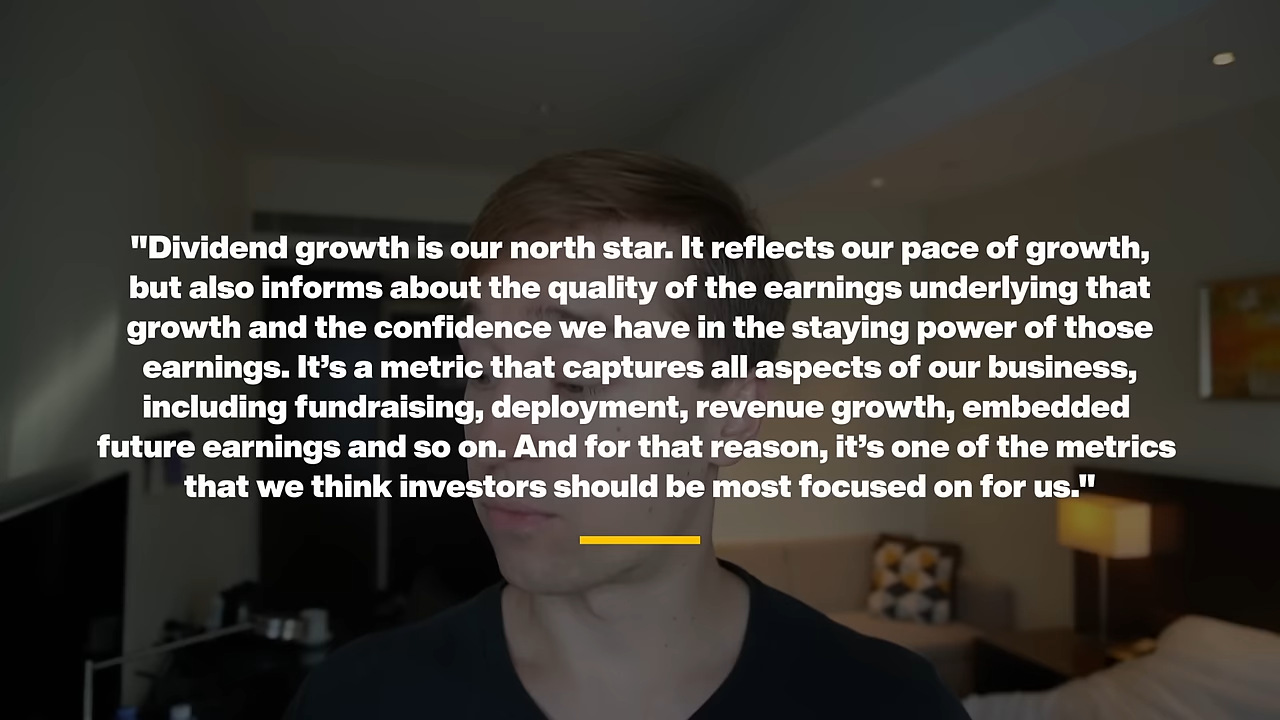 "Dividend growth is our north star. It reflects our pace of growth,
but also informs about the quality of the earnings underlying that
growth and the confidence we have in the staying power of those
earnings. It’s a metric that captures all aspects of our business,
including fundraising, deployment, revenue growth, embedded
future earnings and so on. And for that reason, it’s one of the metrics
that we think investors should be most focused on for us."